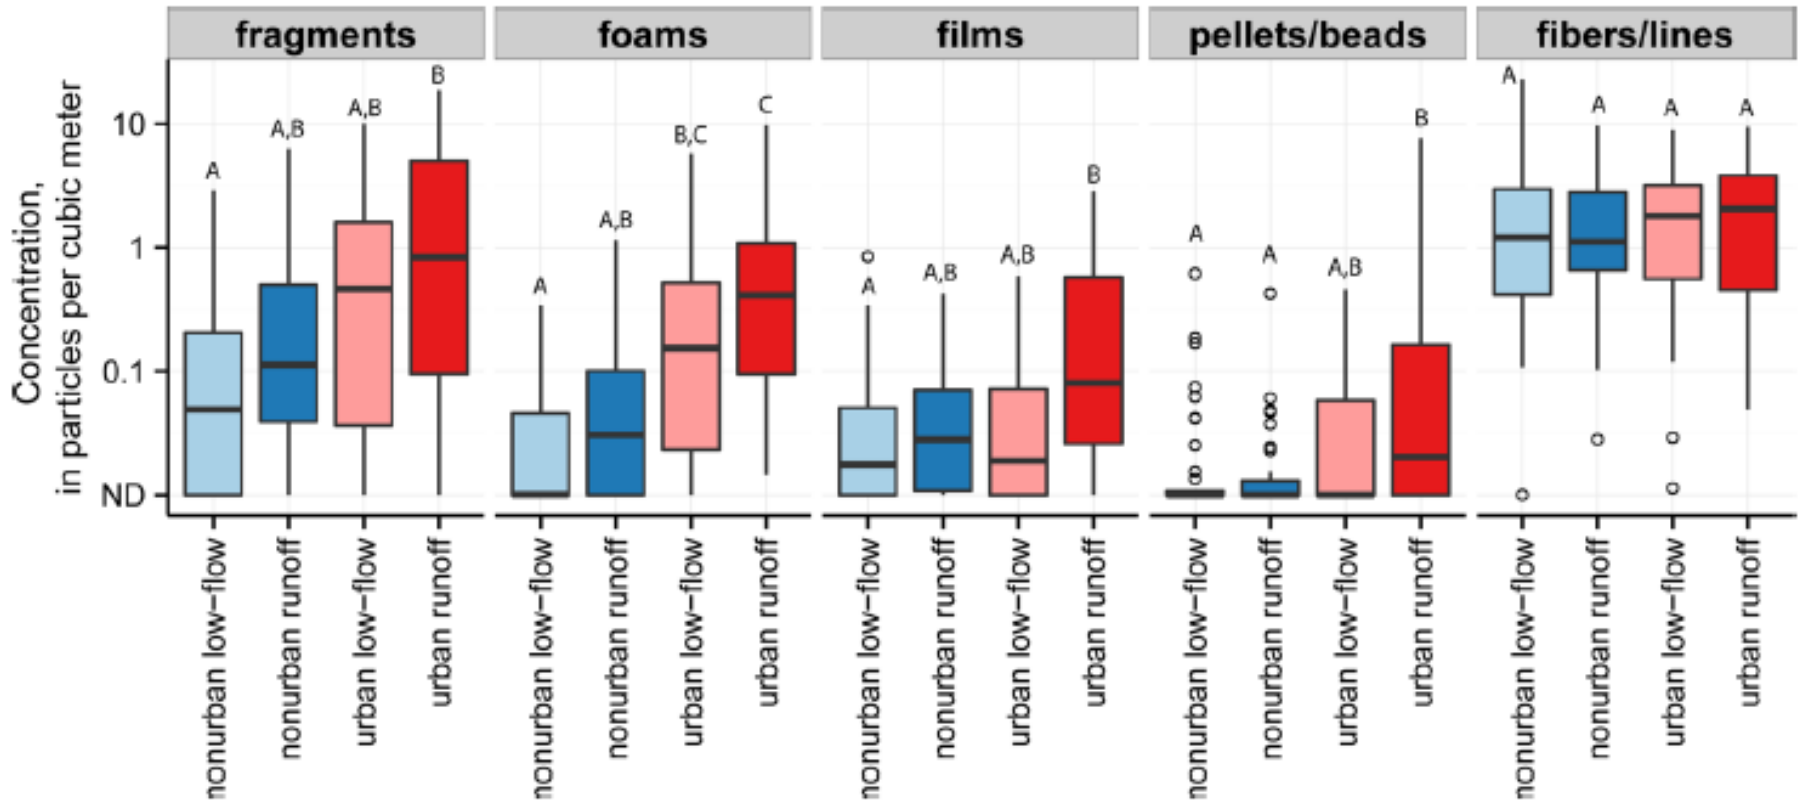 fragments
foams
films
pellets/beads
fibers/lines
Concentration,
in particles per cubic meter
10
1
0.1
ND
A
A,B
A,B
B
A
A,B
B,C
C
A
A,B
A,B
B
A
A
A,B
B
A
A
A
A
nonurban low-flow
nonurban runoff
urban low-flow
urban runoff
nonurban low-flow
nonurban runoff
urban low-flow
urban runoff
nonurban low-flow
nonurban runoff
urban low-flow
urban runoff
nonurban low-flow
nonurban runoff
urban low-flow
urban runoff
nonurban low-flow
nonurban runoff
urban low-flow
urban runoff